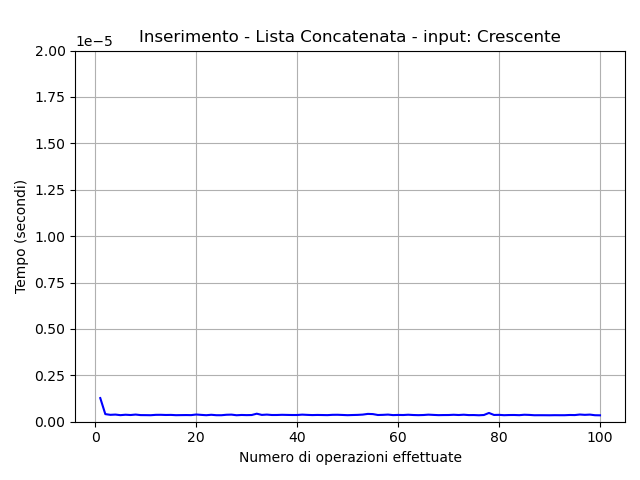 Inserimento - Lista Concatenata - input: Crescente
1e−5
2.00
1.75
1.50
1.25
1.00
0.75
0.50
0.25
0.00
Tempo (secondi)
0 20 40 60 80 100
Numero di operazioni effettuate